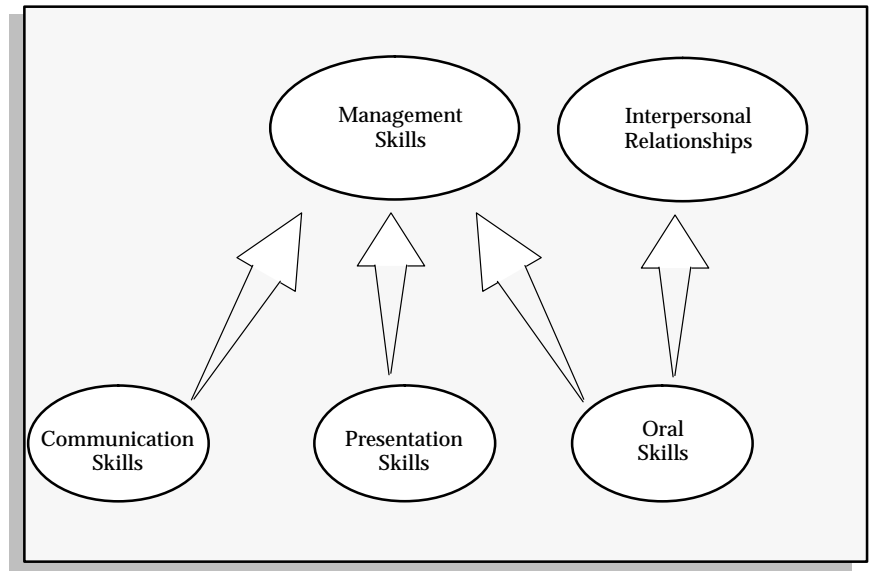 Management
Skills
Interpersonal
Relationships
Communication
Skills
Presentation
Skills
Oral
Skills